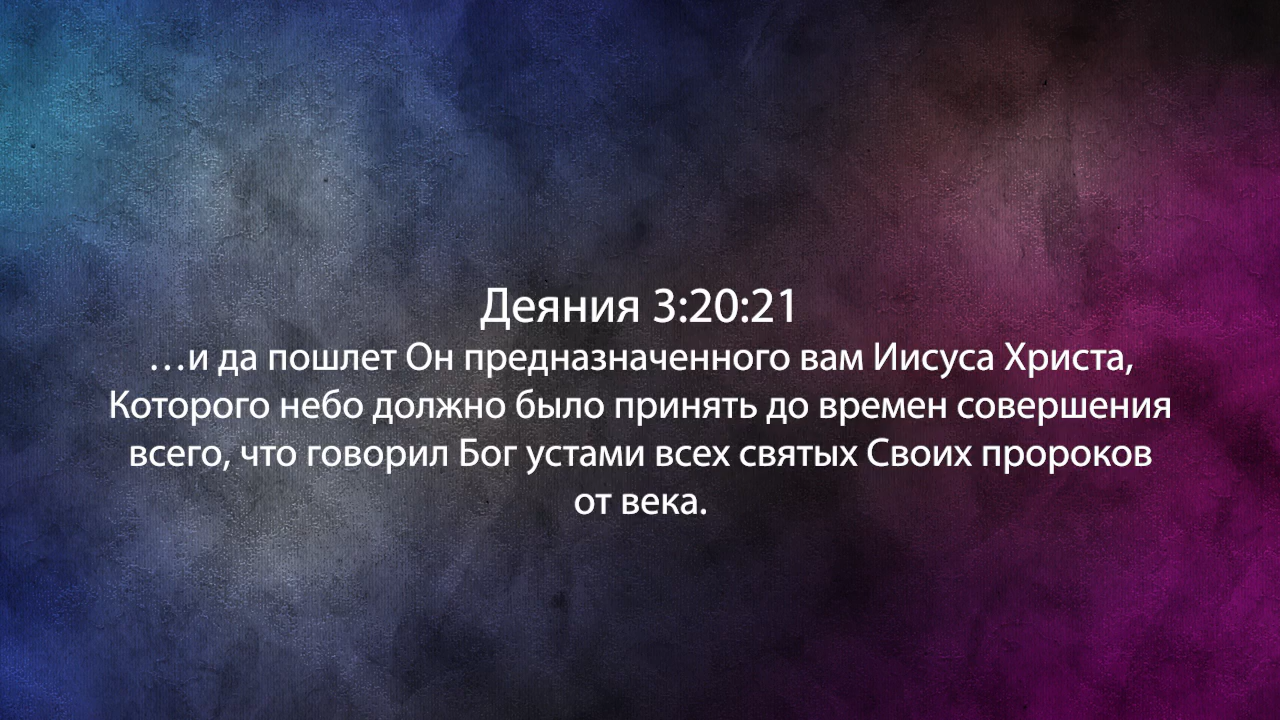 Деяния 3:20:21
…и да пошлет Он предназначенного вам Иисуса Христа,
Которого небо должно было принять до времен совершения
всего, что говорил Бог устами всех святых Своих пророков
от века.